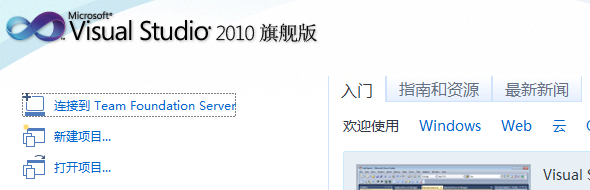 Microsoft®
Visual Studio® 2010 旗舰版
连接到 Team Foundation Server
新建项目...
打开项目...
入门 指南和资源 最新新闻
欢迎使用 Windows Web 云
Visual S